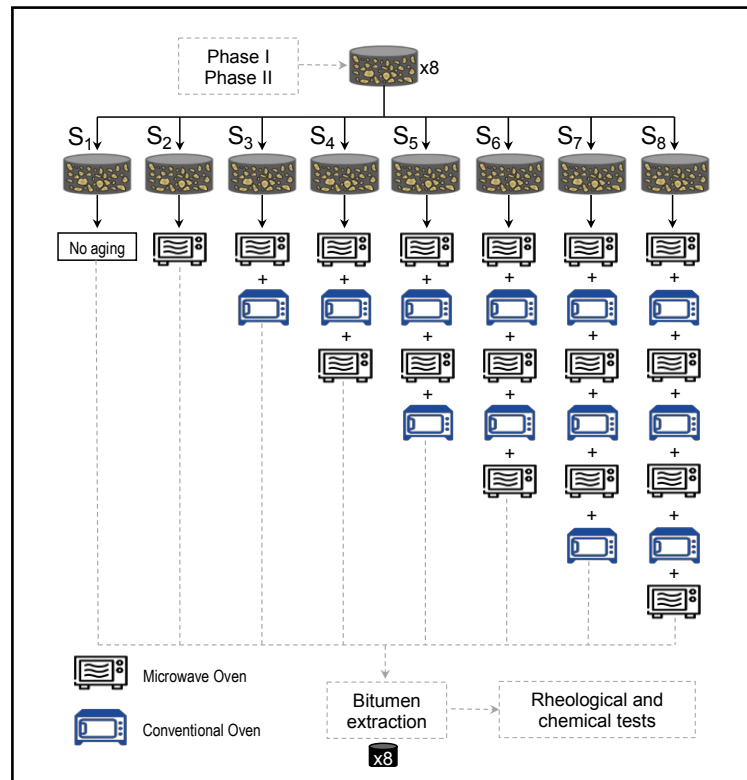 Phase I
Phase II
x8
S1 S2 S3 S4 S5 S6 S7 S8
No aging
+ + + + + +
+ + + + +
+ + + +
+ + +
+ +
+
Microwave Oven
Conventional Oven
Bitumen
extraction
x8
Rheological and
chemical tests